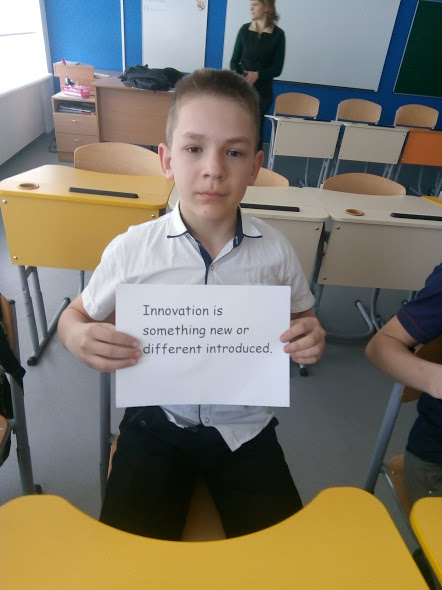 Innovation is
something new or
different introduced.